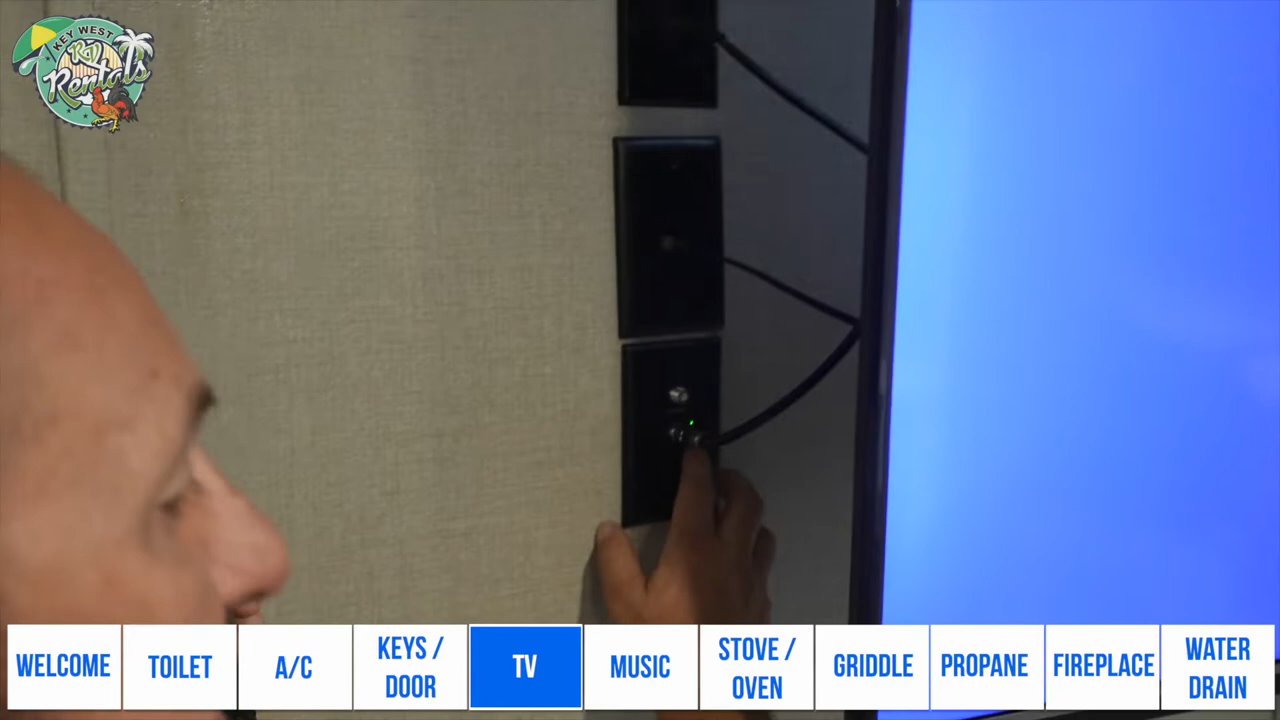 KEY WEST
RV
Rentals
WELCOME
TOILET
A/C
KEYS /
DOOR
TV
MUSIC
STOVE /
OVEN
GRIDDLE
PROPANE
FIREPLACE
WATER
DRAIN